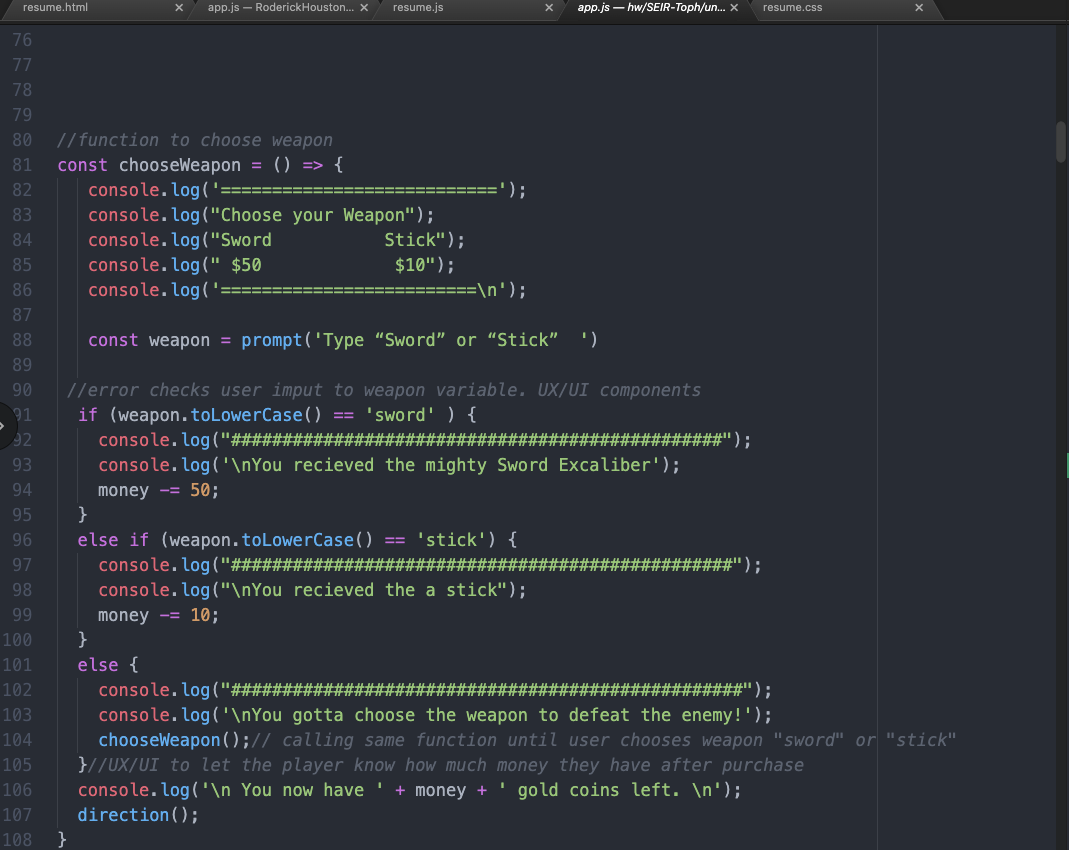 resume.html × app.js — RoderickHouston... × resume.js × app.js — hw/SEIR-Toph/un... × resume.css ×
76
77
78
79
80 //function to choose weapon
81 const chooseWeapon = () => {
82 console.log('===========================');
83 console.log("Choose your Weapon");
84 console.log("Sword           Stick");
85 console.log(" $50             $10");
86 console.log('=========================\n');
87
88 const weapon = prompt('Type “Sword” or “Stick”  ')
89
90 //error checks user imput to weapon variable. UX/UI components
91 if (weapon.toLowerCase() == 'sword' ) {
92 console.log("################################################");
93 console.log('\nYou recieved the mighty Sword Excaliber');
94 money -= 50;
95 }
96 else if (weapon.toLowerCase() == 'stick') {
97 console.log("#################################################");
98 console.log("\nYou recieved the a stick");
99 money -= 10;
100 }
101 else {
102 console.log("##################################################");
103 console.log('\nYou gotta choose the weapon to defeat the enemy!');
104 chooseWeapon();// calling same function until user chooses weapon "sword" or "stick"
105 }//UX/UI to let the player know how much money they have after purchase
106 console.log('\n You now have ' + money + ' gold coins left. \n');
107 direction();
108 }